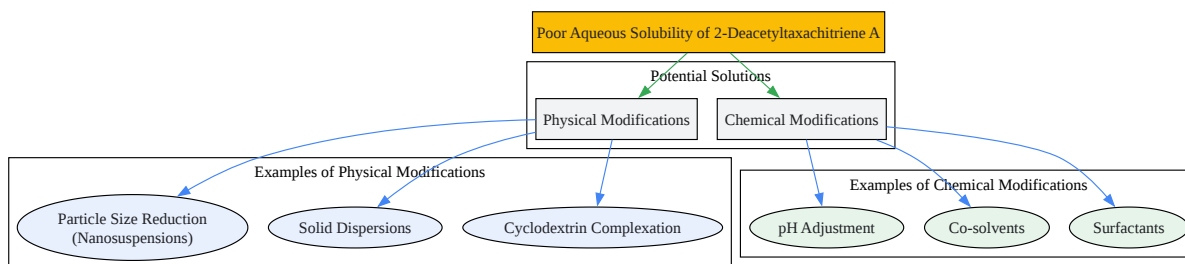 Poor Aqueous Solubility of 2-Deacetyltaxachitriene A
Potential Solutions
Physical Modifications
Chemical Modifications
Examples of Physical Modifications
Examples of Chemical Modifications
Particle Size Reduction
(Nanosuspensions)
Solid Dispersions
Cyclodextrin Complexation
pH Adjustment
Co-solvents
Surfactants